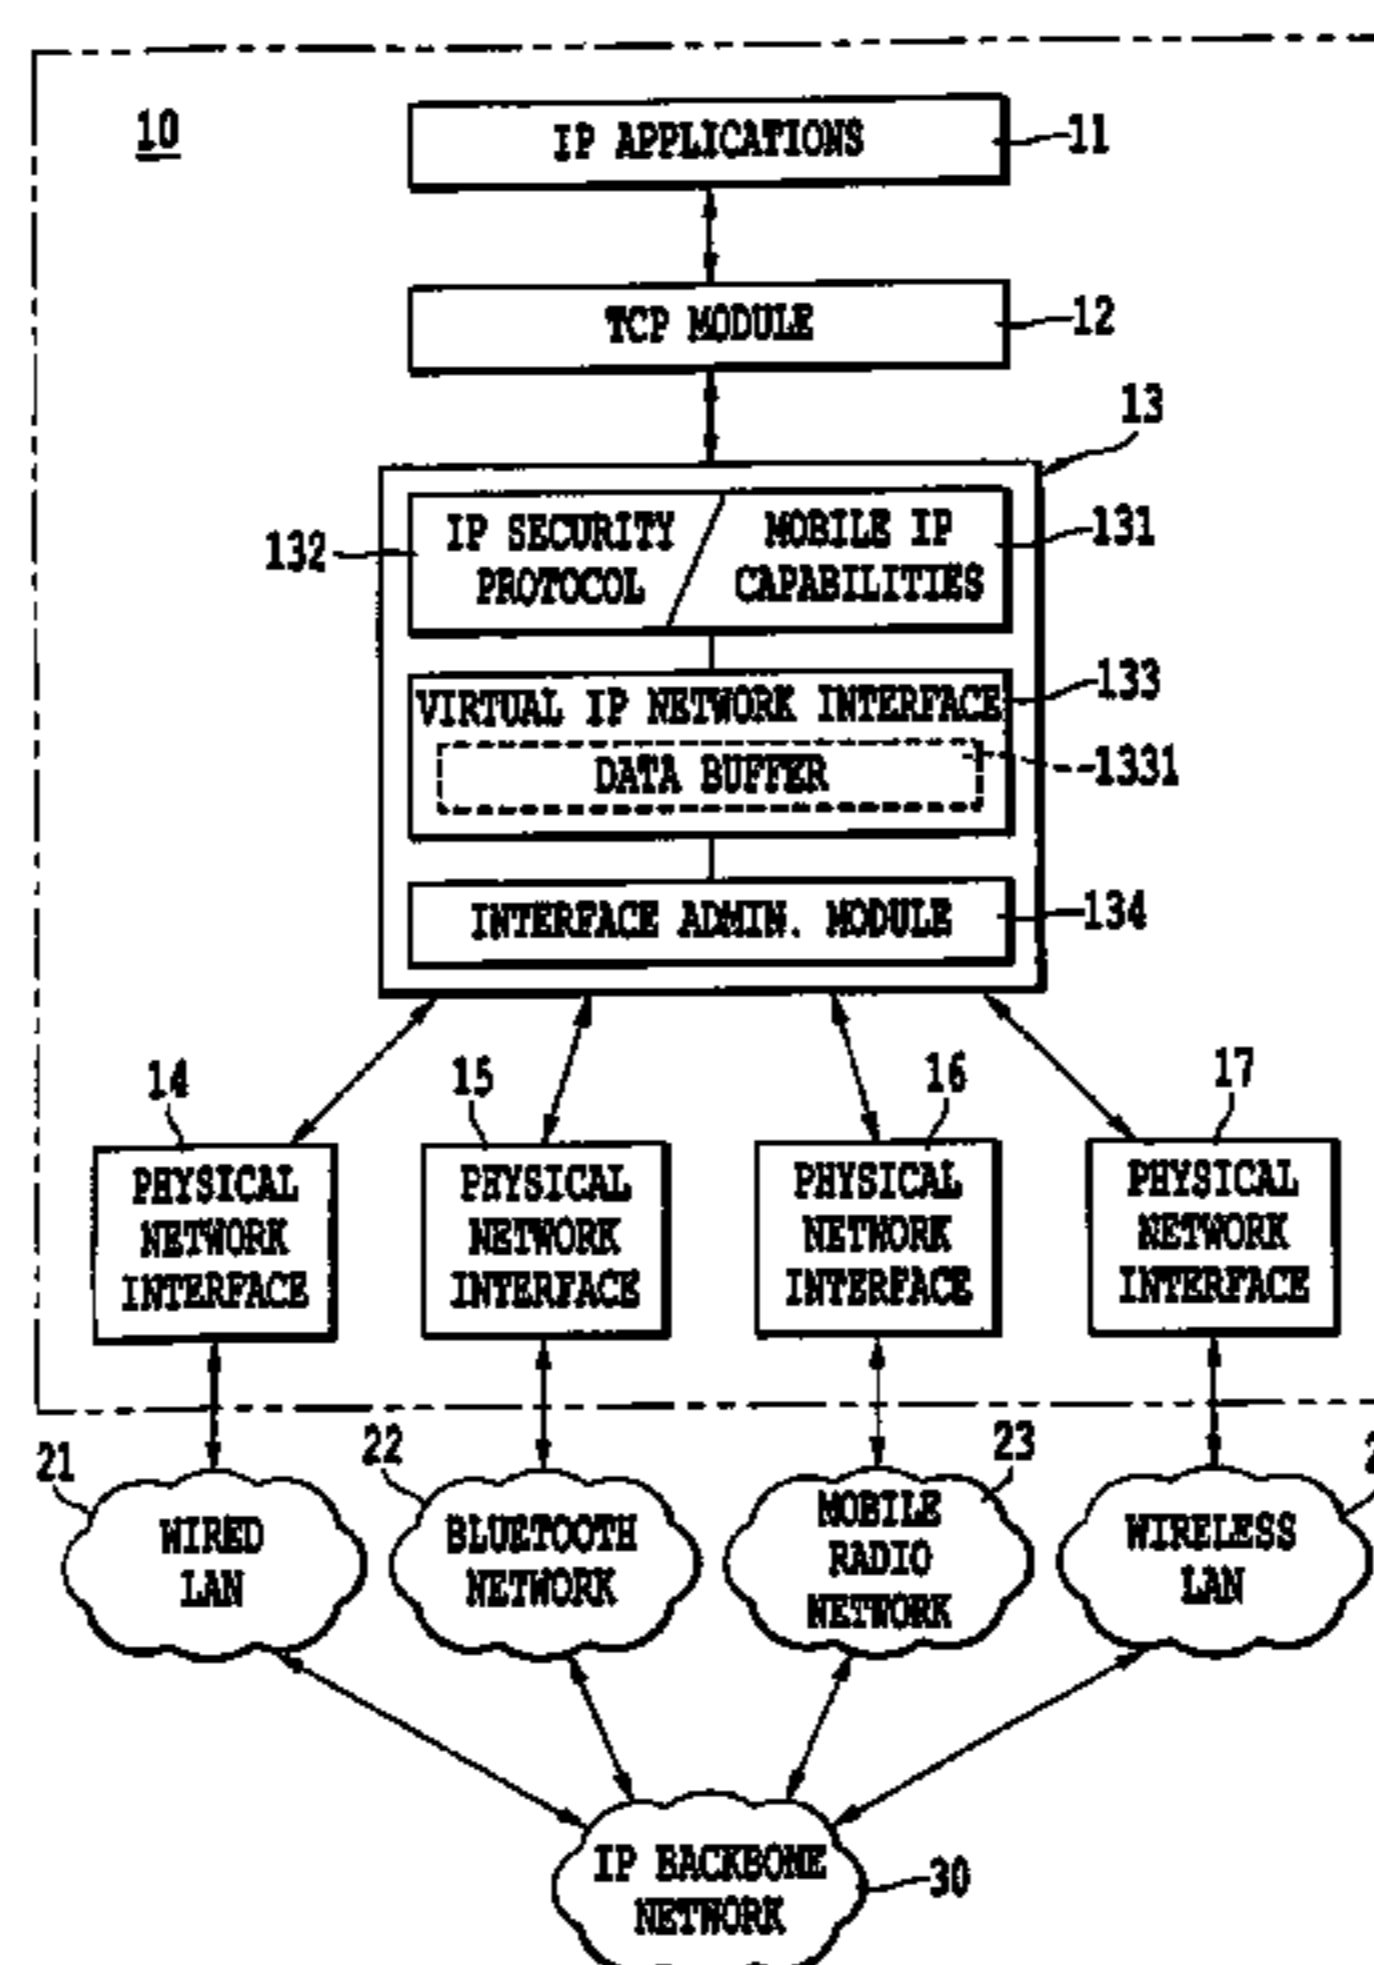 10
IP APPLICATIONS
11
TCP MODULE
12
13
132
IP SECURITY
PROTOCOL
MOBILE IP
CAPABILITIES
131
VIRTUAL IP NETWORK INTERFACE
133
DATA BUFFER
1331
INTERFACE ADMIN. MODULE
134
14
15
16
17
PHYSICAL
NETWORK
INTERFACE
PHYSICAL
NETWORK
INTERFACE
PHYSICAL
NETWORK
INTERFACE
PHYSICAL
NETWORK
INTERFACE
21
22
23
WIRED
LAN
BLUETOOTH
NETWORK
MOBILE
RADIO
NETWORK
WIRELESS
LAN
IP BACKBONE
NETWORK
30